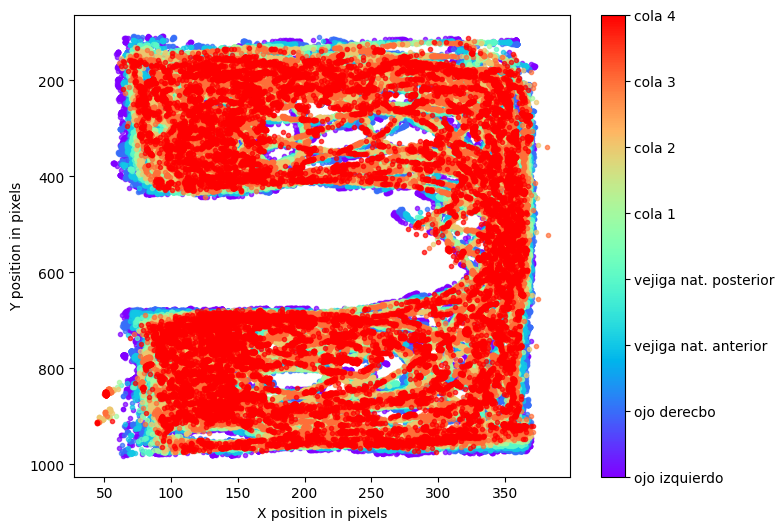 Y position in pixels
200
400
600
800
1000
50
100
150
200
250
300
350
X position in pixels
cola 4
cola 3
cola 2
cola 1
vejiga nat. posterior
vejiga nat. anterior
ojo derecbo
ojo izquierdo